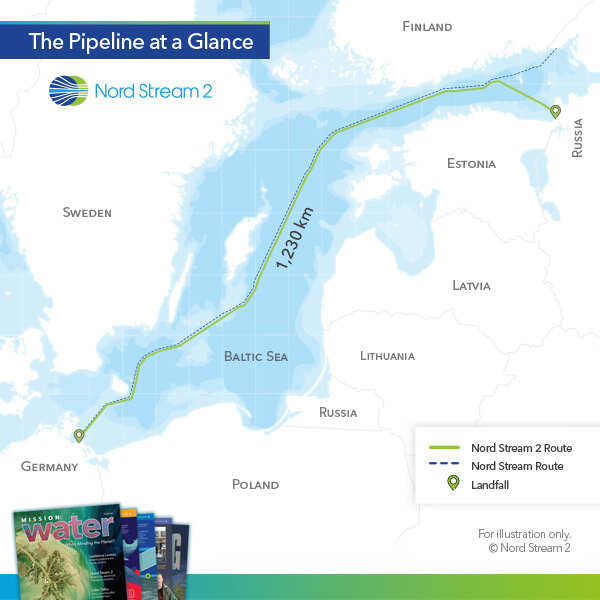 The Pipeline at a Glance
Nord Stream 2
FINLAND
RUSSIA
ESTONIA
SWEDEN
1,230 km
LATVIA
BALTIC SEA
LITHUANIA
RUSSIA
GERMANY
POLAND
Nord Stream 2 Route
Nord Stream Route
Landfall
For illustration only.
© Nord Stream 2
MISSION:
water
G